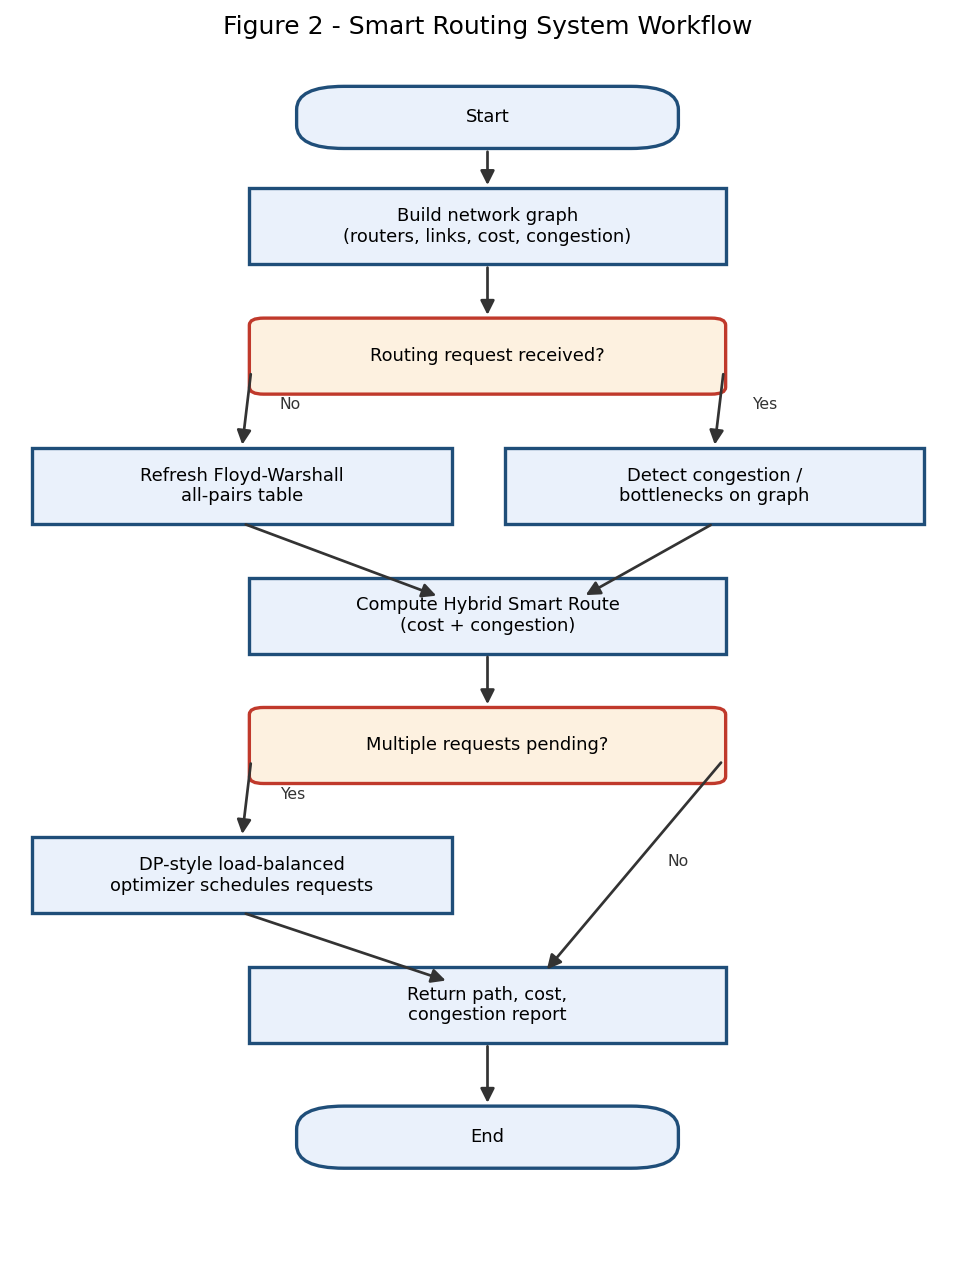 Figure 2 - Smart Routing System Workflow
Start
Build network graph
(routers, links, cost, congestion)
Routing request received?
No
Yes
Refresh Floyd-Warshall
all-pairs table
Detect congestion /
bottlenecks on graph
Compute Hybrid Smart Route
(cost + congestion)
Multiple requests pending?
Yes
No
DP-style load-balanced
optimizer schedules requests
Return path, cost,
congestion report
End